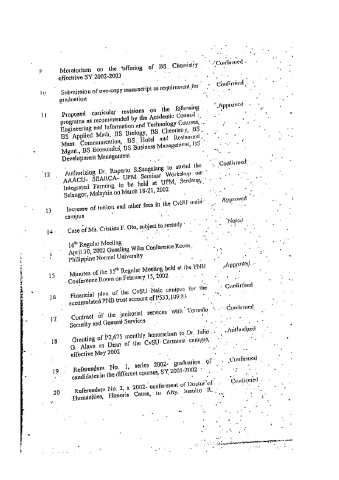 9 Moratorium on the offering of BS Chemistry Confirmed
effective SY 2002-2003
10 Submission of one-copy manuscript as requirement for Confirmed
graduation
11 Proposed curricular revisions on the following Approved
programs as recommended by the Academic Council
Engineering and Information and Technology Courses,
BS Applied Math, BS Biology, BS Chemistry, BS
Mass Communication, BS Hotel and Restaurant
Mgmt., BS Economics, BS Business Management, BS
Development Management
12 Authorizing Dr. Ruperto S. Sangalang to attend the Confirmed
AAACU- SEARCA- UPM Seminar Workshop on
Integrated Farming to be held at UPM, Serdang,
Selangor, Malaysia on March 18-21, 2002
13 Increase of tuition and other fees in the CvSU main Approved
campus
14 Case of Ms. Cristina F. Olo, subject to restudy Noted
16th Regular Meeting
April 30, 2002 Gusaling Wika Conference Room,
Philippine Normal University
15 Minutes of the 15th Regular Meeting held at the PNU Approved
Conference Room on February 15, 2002
16 Financial plan of the CvSU Naic campus for the Confirmed
accumulated PNB trust account of P533,109.83
17 Contract of the janitorial services with Confirmed
Security and General Services
18 Granting of P2,675 monthly honorarium to Dr. Julio Authorized
G. Alava as Dean of the CvSU Carmona campus,
effective May 2002
19 Referendum No. 1, series 2002- graduation of Confirmed
candidates in the different courses, SY 2001-2002
20 Referendum No. 2, s 2002- conferment of Doctor of Confirmed
Humanities, Honoris Causa, to Atty. Justito R.